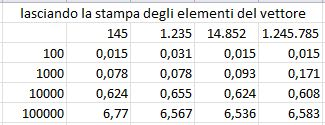 lasciando la stampa degli elementi del vettore
145 1.235 14.852 1.245.785
100 0,015 0,031 0,015 0,015
1000 0,078 0,078 0,093 0,171
10000 0,624 0,655 0,624 0,608
100000 6,77 6,567 6,536 6,583